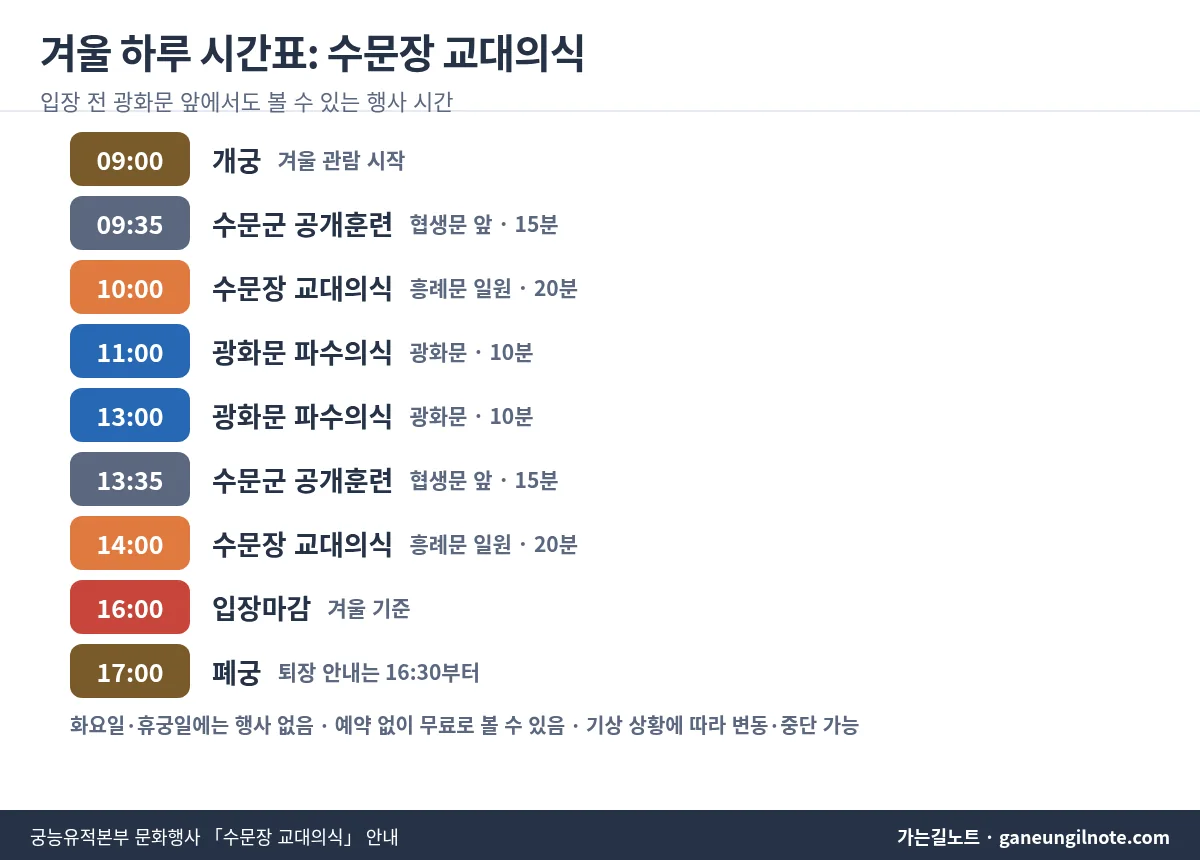 겨울 하루 시간표: 수문장 교대의식
입장 전 광화문 앞에서도 볼 수 있는 행사 시간
09:00 개궁 겨울 관람 시작
09:35 수문군 공개훈련 협생문 앞 · 15분
10:00 수문장 교대의식 흥례문 일원 · 20분
11:00 광화문 파수의식 광화문 · 10분
13:00 광화문 파수의식 광화문 · 10분
13:35 수문군 공개훈련 협생문 앞 · 15분
14:00 수문장 교대의식 흥례문 일원 · 20분
16:00 입장마감 겨울 기준
17:00 폐궁 퇴장 안내는 16:30부터
화요일·휴궁일에는 행사 없음 · 예약 없이 무료로 볼 수 있음 · 기상 상황에 따라 변동·중단 가능
궁능유적본부 문화행사 「수문장 교대의식」 안내
가는길노트 · ganeungilnote.com